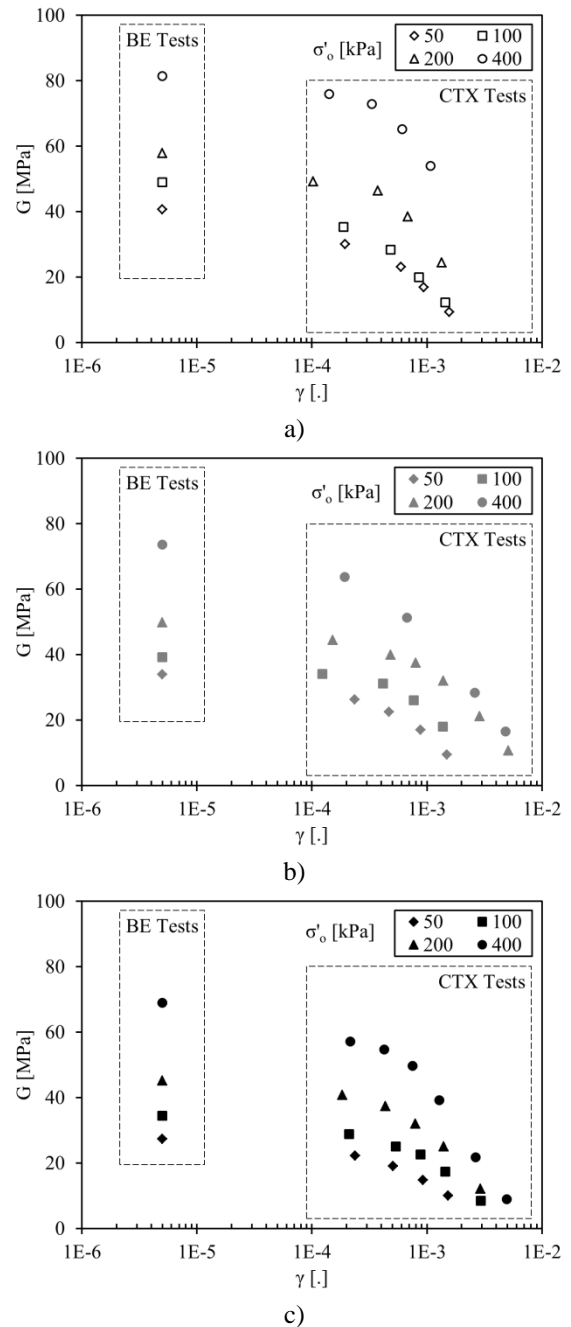 BE Tests
σ'o [kPa]
50 100
200 400
CTX Tests
100
80
60
40
20
0
G [MPa]
1E-6 1E-5 1E-4 1E-3 1E-2
γ [.]
a)
BE Tests
σ'o [kPa]
50 100
200 400
CTX Tests
100
80
60
40
20
0
G [MPa]
1E-6 1E-5 1E-4 1E-3 1E-2
γ [.]
b)
BE Tests
σ'o [kPa]
50 100
200 400
CTX Tests
100
80
60
40
20
0
G [MPa]
1E-6 1E-5 1E-4 1E-3 1E-2
γ [.]
c)